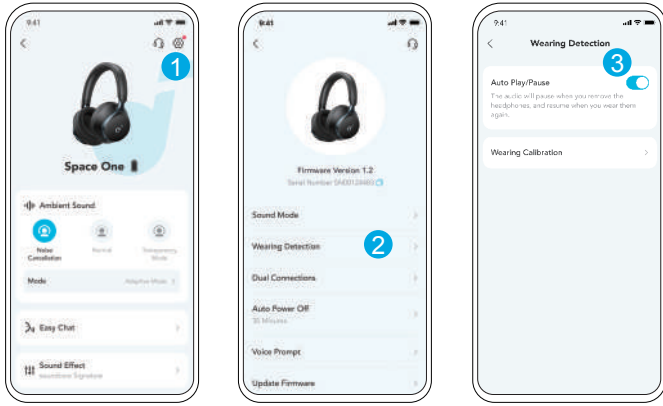 9:41
1
Space One
Ambient Sound
Noise
Cancellation
Normal
Transparency
Mode
Mode
Adaptive Mode
Easy Chat
Sound Effect
soundcore Signature
9:41
Firmware Version 1.2
Sound Mode
Wearing Detection
2
Dual Connections
Auto Power Off
30 Minutes
Voice Prompt
Update Firmware
9:41
Wearing Detection
3
Auto Play/Pause
The audio will pause when you remove the
headphones, and resume when you wear them
again.
Wearing Calibration